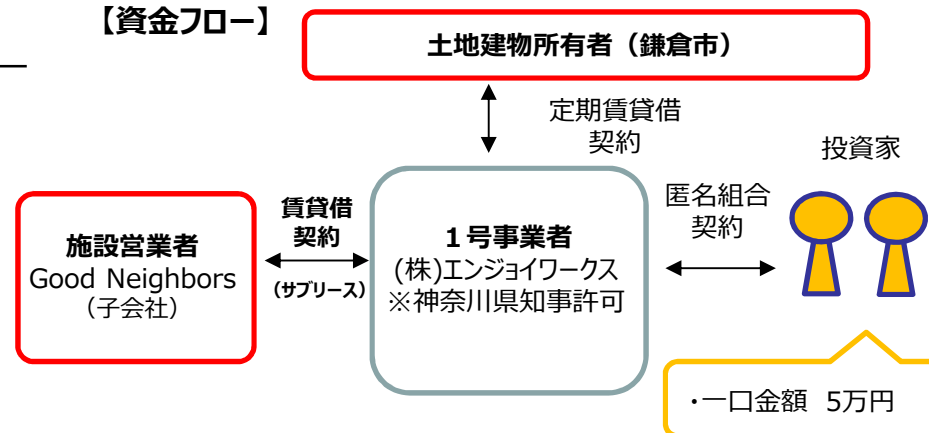 【資金フロー】
土地建物所有者（鎌倉市）
定期賃貸借
契約
投資家
施設営業者
Good Neighbors
（子会社）
賃貸借
契約
（サブリース）
１号事業者
(株)エンジョイワークス
※神奈川県知事許可
匿名組合
契約
・一口金額 5万円